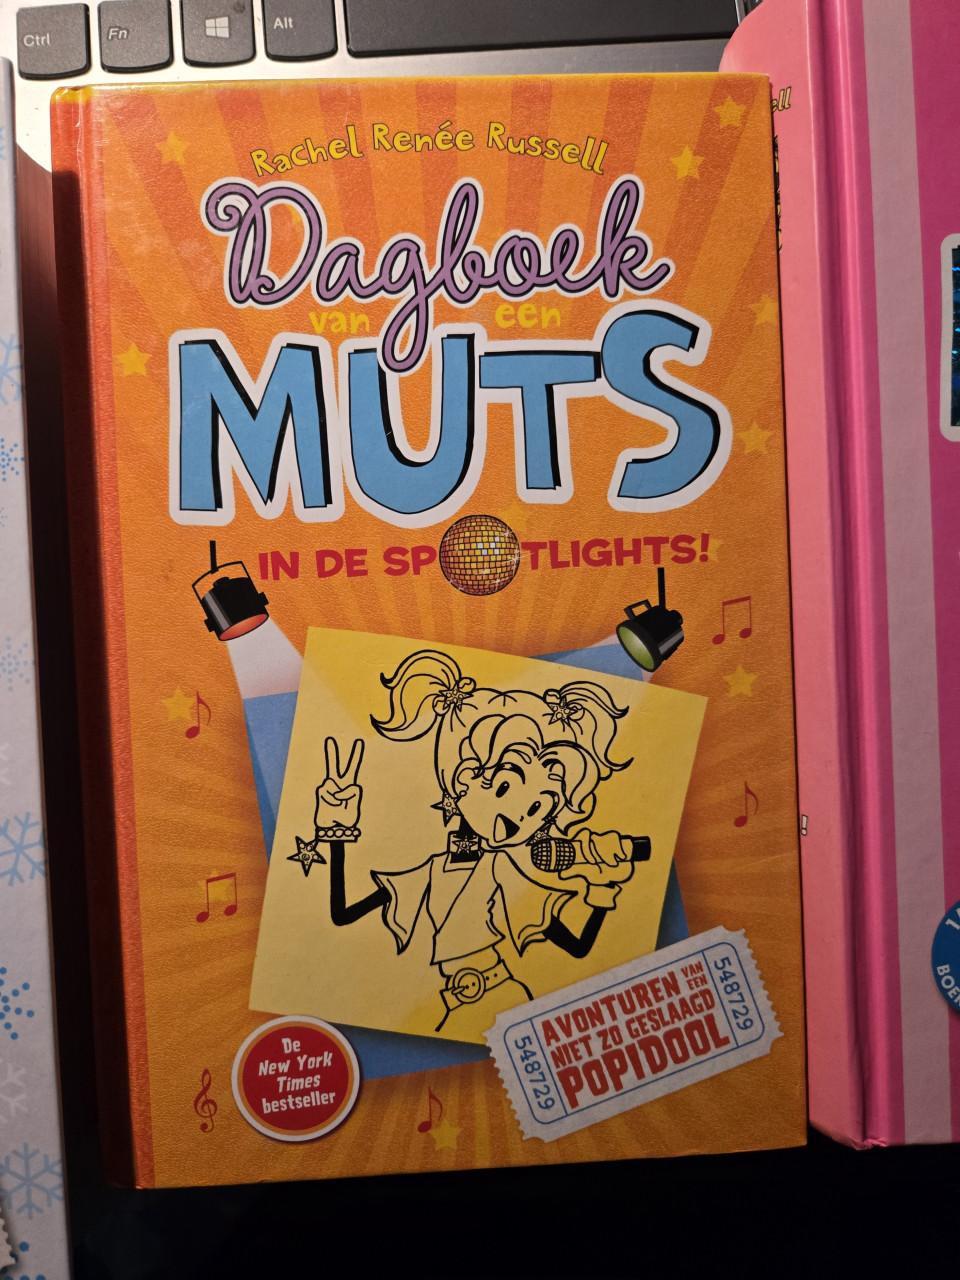 Ctrl
Fn
Alt
Rachel Renée Russell
Dagboek
van een
MUTS
IN DE SPOTLIGHTS!
548729
AVONTUREN VAN EEN
NIET ZO GESLAAGD
POPIDOOL
548729
De
New York
Times
bestseller
ell